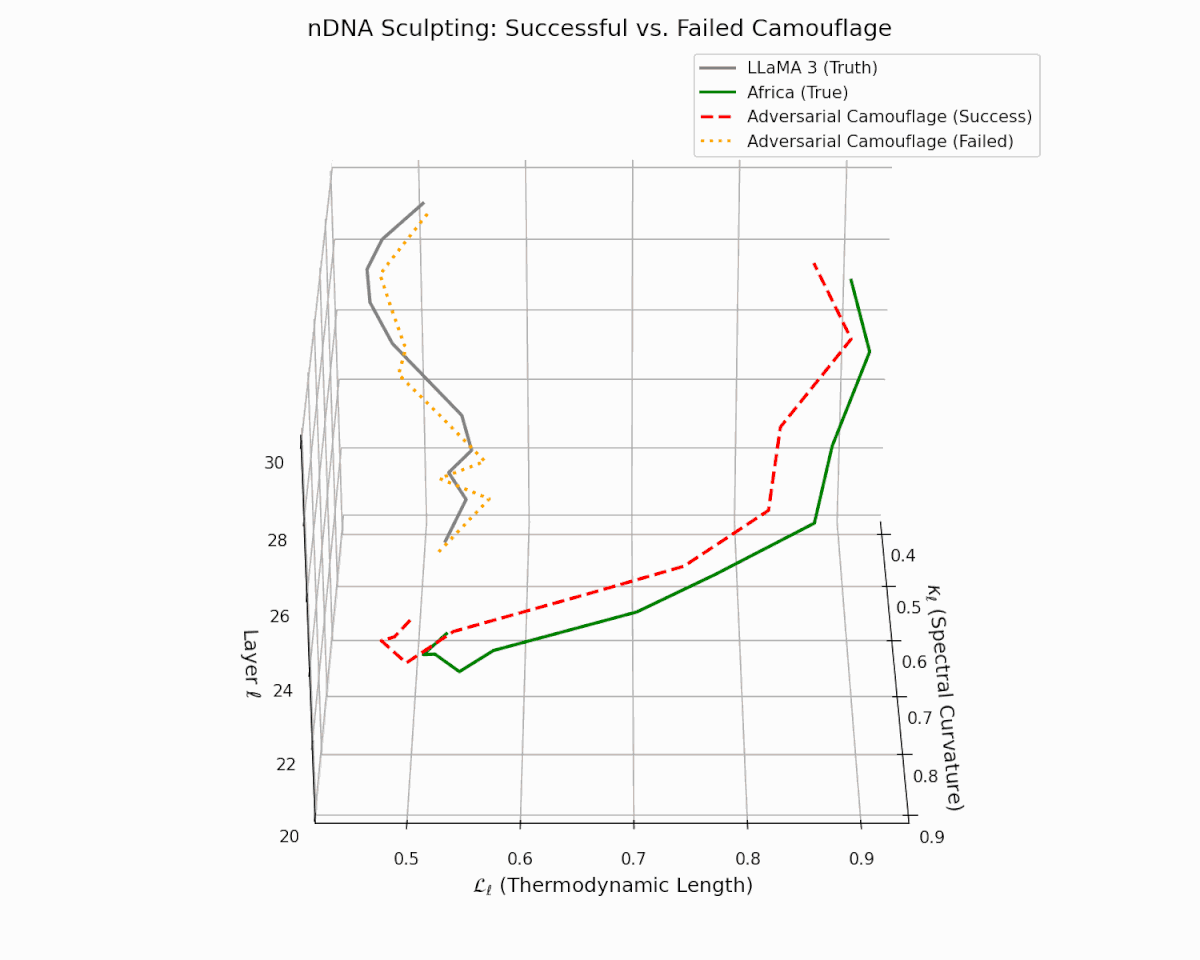 nDNA Sculpting: Successful vs. Failed Camouflage
LLaMA 3 (Truth)
Africa (True)
Adversarial Camouflage (Success)
Adversarial Camouflage (Failed)
30
28
26
24
22
20
Layer ℓ
0.4
0.5
0.6
0.7
0.8
0.9
κℓ (Spectral Curvature)
0.5 0.6 0.7 0.8 0.9
ℒℓ (Thermodynamic Length)